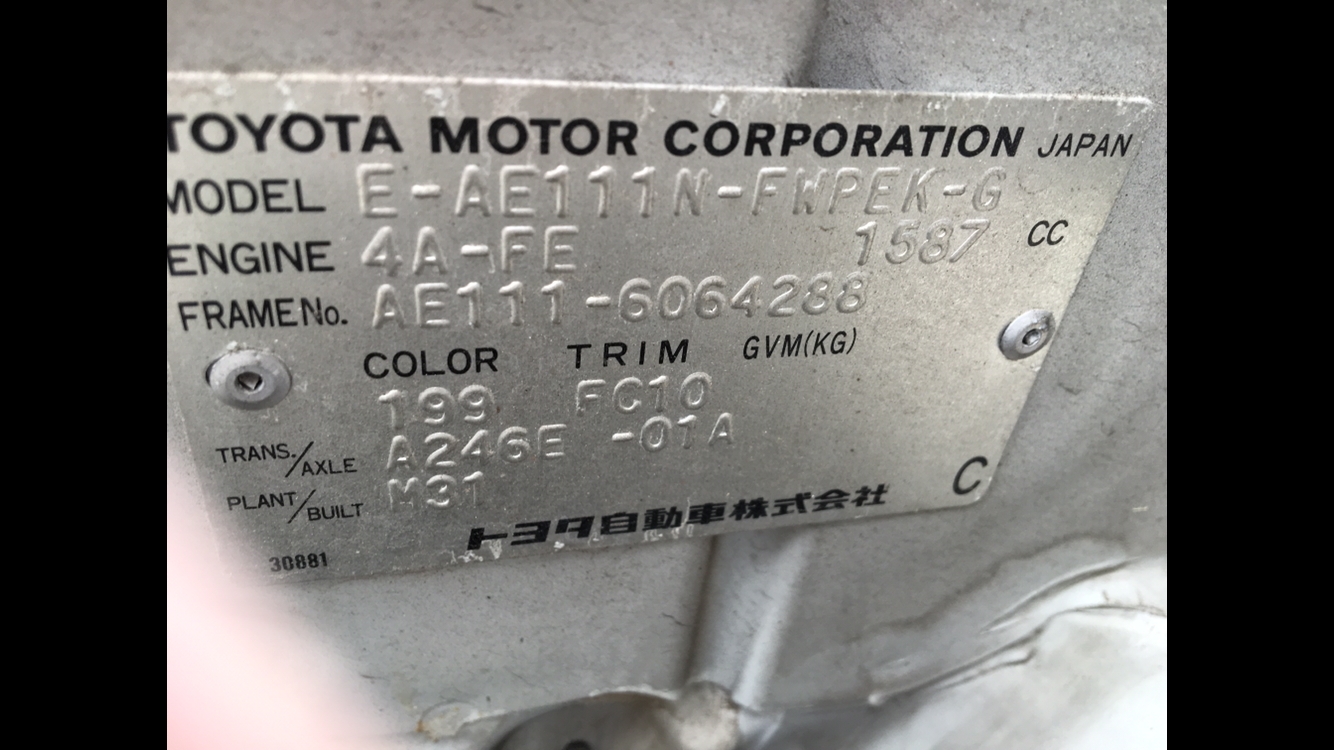 TOYOTA MOTOR CORPORATION JAPAN
MODEL E-AE111N-FWPEK-G
ENGINE 4A-FE 1587 CC
FRAME No. AE111-6064288
COLOR TRIM GVM(KG)
199 FC10
TRANS./AXLE A246E -01A
PLANT/BUILT M31
C
トヨタ自動車株式会社
30881